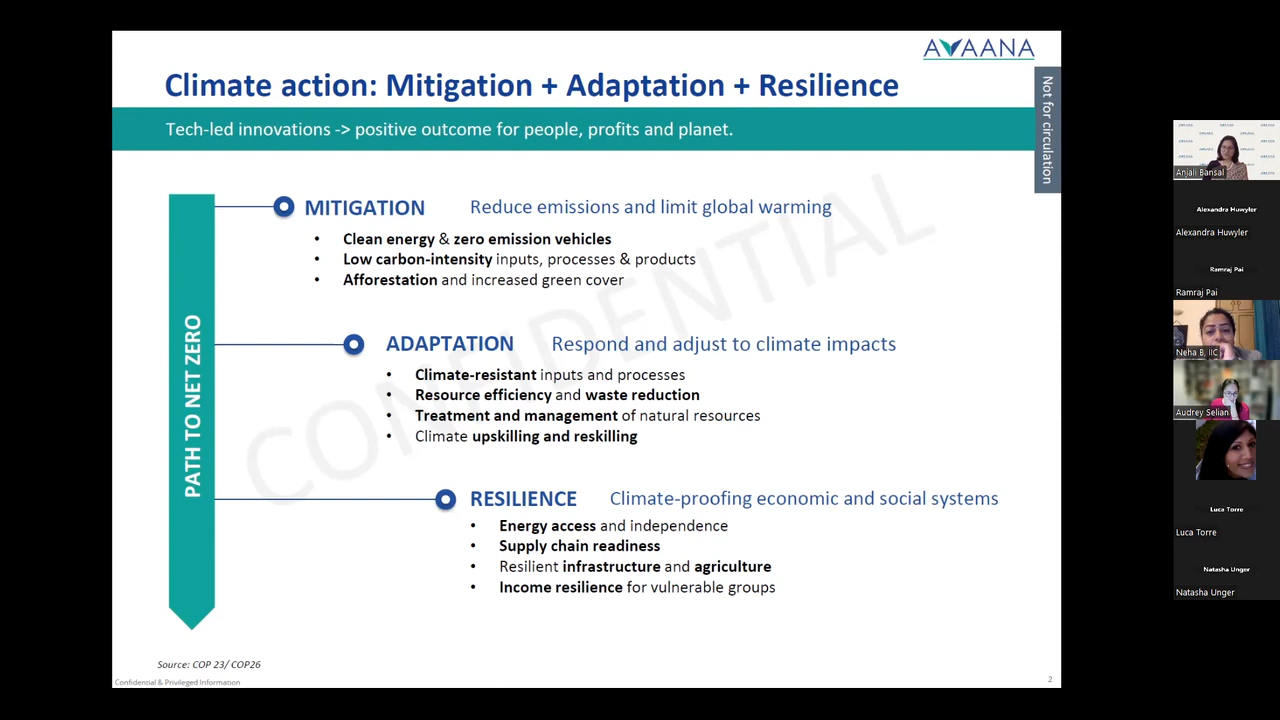 AVAANA
Climate action: Mitigation + Adaptation + Resilience
Tech-led innovations -> positive outcome for people, profits and planet.
Not for circulation
CONFIDENTIAL
PATH TO NET ZERO
MITIGATION Reduce emissions and limit global warming
• Clean energy & zero emission vehicles
• Low carbon-intensity inputs, processes & products
• Afforestation and increased green cover
ADAPTATION Respond and adjust to climate impacts
• Climate-resistant inputs and processes
• Resource efficiency and waste reduction
• Treatment and management of natural resources
• Climate upskilling and reskilling
RESILIENCE Climate-proofing economic and social systems
• Energy access and independence
• Supply chain readiness
• Resilient infrastructure and agriculture
• Income resilience for vulnerable groups
Source: COP 23/ COP26
Confidential & Privileged Information
2
Anjali Bansal
Alexandra Huwyler
Alexandra Huwyler
Ramraj Pai
Ramraj Pai
Neha B, IIC
Audrey Selian
Luca Torre
Luca Torre
Natasha Unger
Natasha Unger